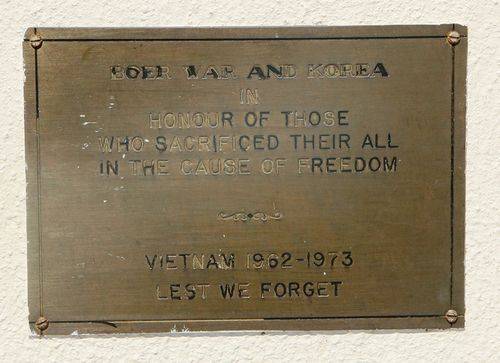 BOER WAR AND KOREA
IN
HONOUR OF THOSE
WHO SACRIFICED THEIR ALL
IN THE CAUSE OF FREEDOM
VIETNAM 1962-1973
LEST WE FORGET